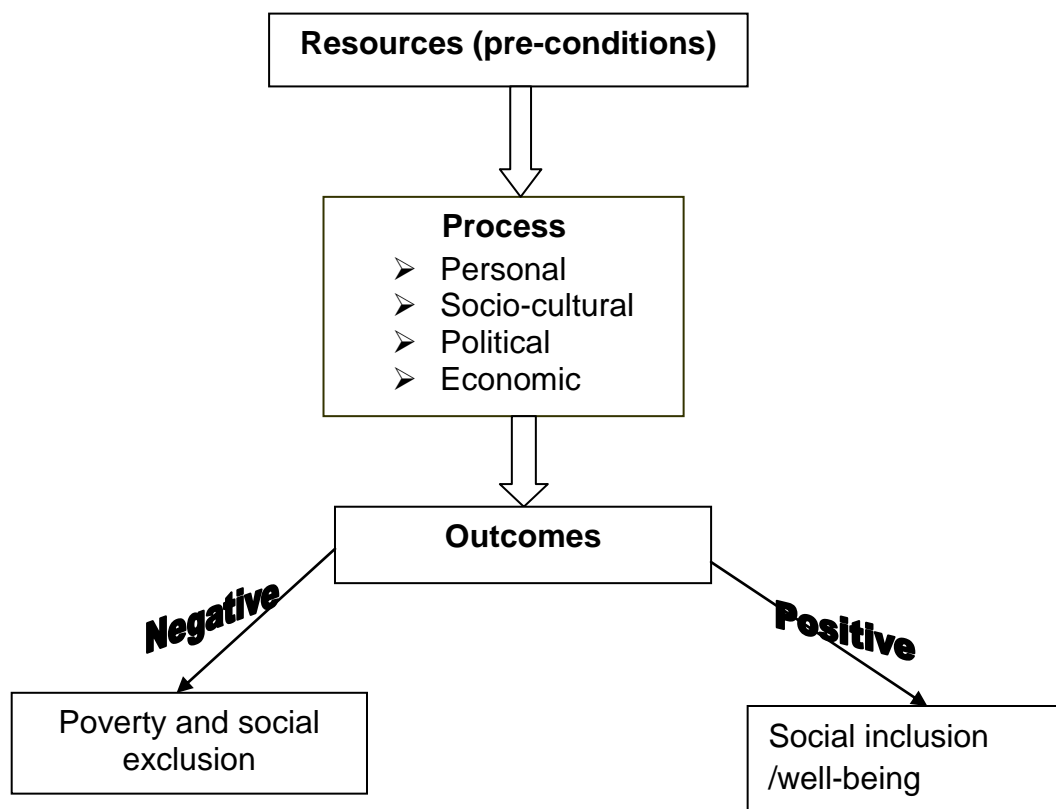 Resources (pre-conditions)
Process
➢ Personal
➢ Socio-cultural
➢ Political
➢ Economic
Outcomes
Negative
Positive
Poverty and social
exclusion
Social inclusion
/well-being